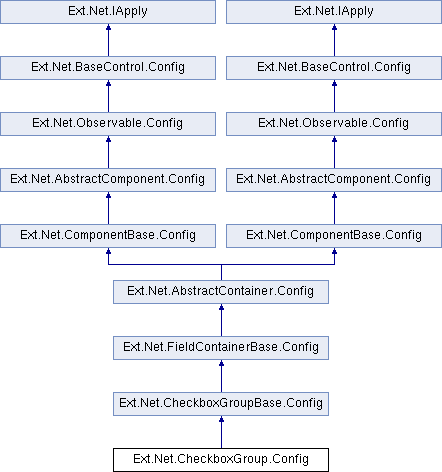 Ext.Net.IApply
Ext.Net.IApply
Ext.Net.BaseControl.Config
Ext.Net.BaseControl.Config
Ext.Net.Observable.Config
Ext.Net.Observable.Config
Ext.Net.AbstractComponent.Config
Ext.Net.AbstractComponent.Config
Ext.Net.ComponentBase.Config
Ext.Net.ComponentBase.Config
Ext.Net.AbstractContainer.Config
Ext.Net.FieldContainerBase.Config
Ext.Net.CheckboxGroupBase.Config
Ext.Net.CheckboxGroup.Config